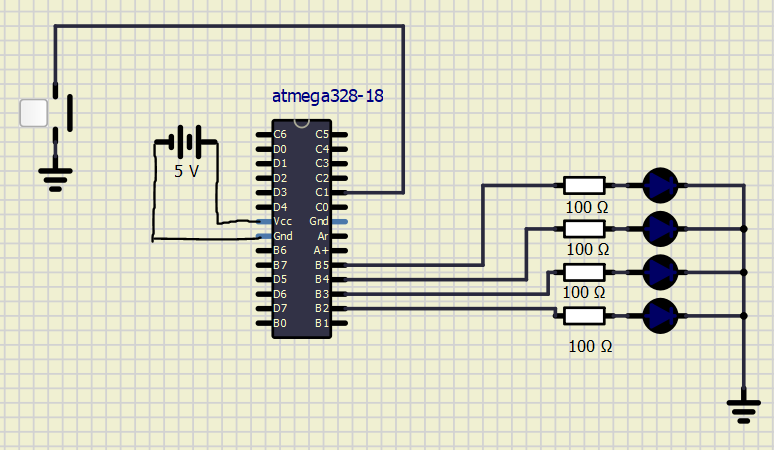 atmega328-18
C6 C5
D0 C4
D1 C3
D2 C2
D3 C1
D4 C0
Vcc Gnd
Gnd Ar
B6 A+
B7 B5
D5 B4
D6 B3
D7 B2
B0 B1
5 V
100 Ω
100 Ω
100 Ω
100 Ω